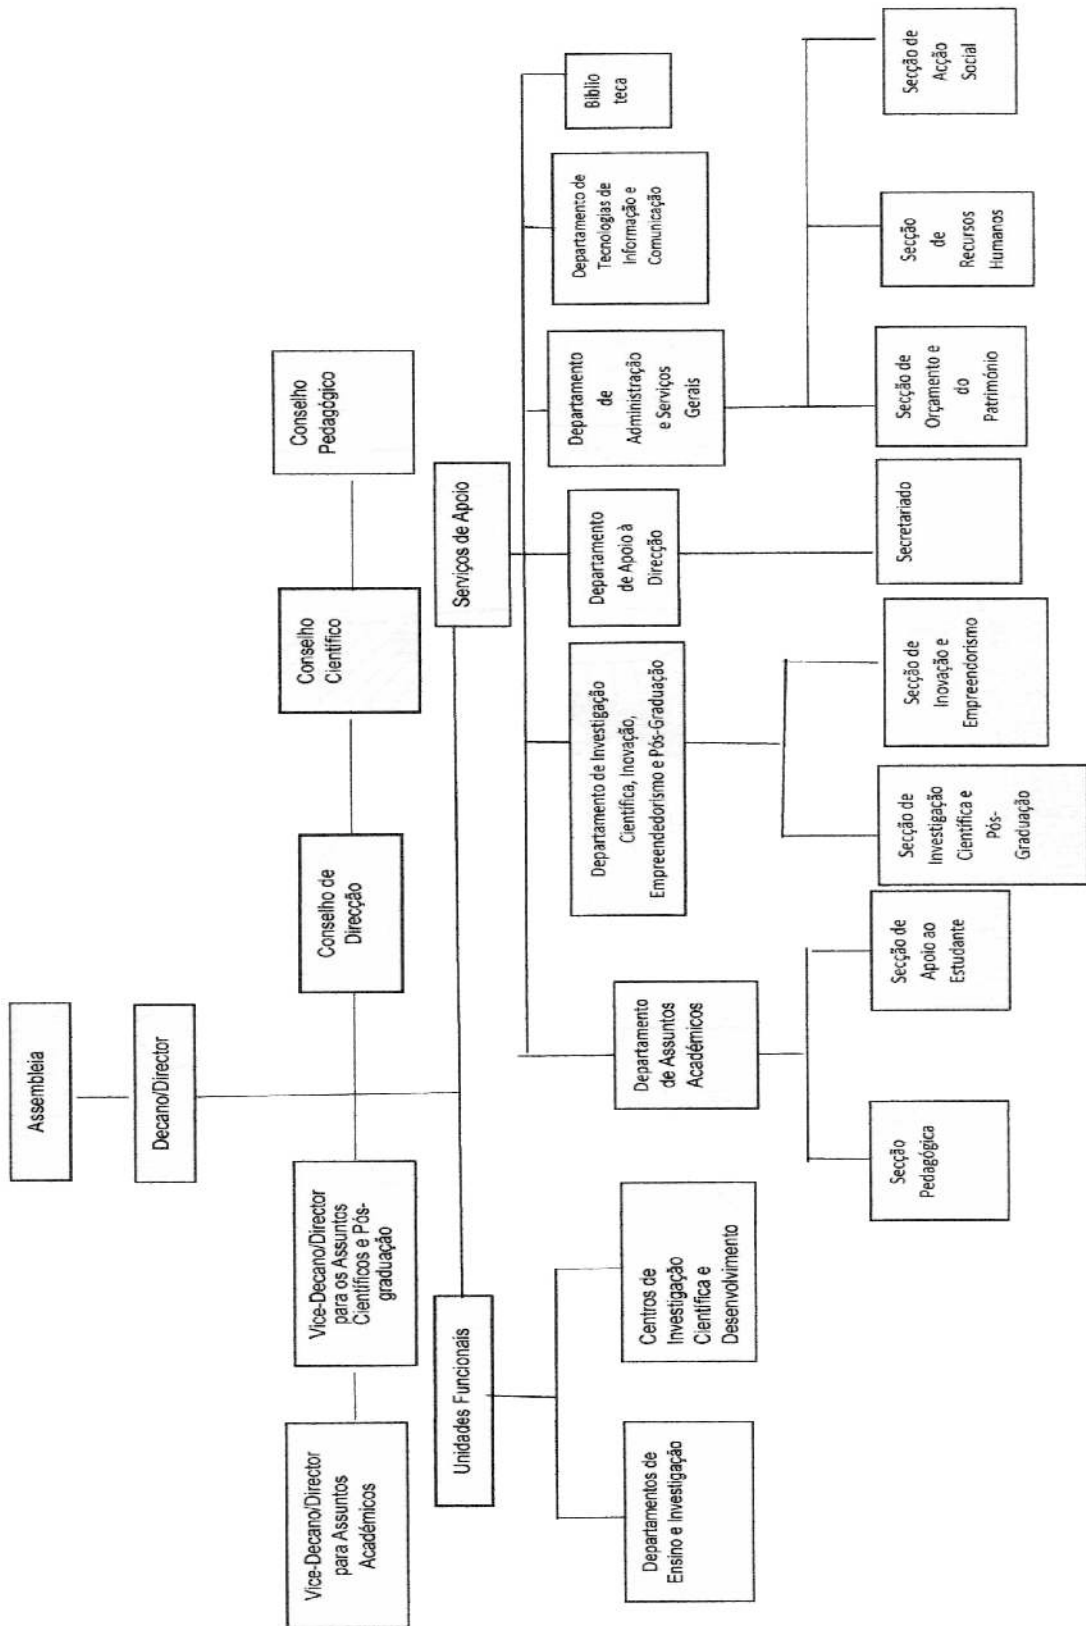 Assembleia
Decano/Director
Vice-Decano/Director
para Assuntos
Académicos
Vice-Decano/Director
para os Assuntos
Científicos e Pós-
graduação
Conselho de
Direcção
Conselho
Científico
Conselho
Pedagógico
Unidades Funcionais
Serviços de Apoio
Departamentos de
Ensino e Investigação
Centros de
Investigação
Científica e
Desenvolvimento
Departamento
de Assuntos
Académicos
Departamento de Investigação
Científica, Inovação,
Empreendedorismo e Pós-Graduação
Departamento
de Apoio à
Direcção
Departamento
de
Administração
e Serviços
Gerais
Departamento de
Tecnologias de
Informação e
Comunicação
Biblio
teca
Secção
Pedagógica
Secção de
Apoio ao
Estudante
Secção de
Investigação
Científica e
Pós-
Graduação
Secção de
Inovação e
Empreendorismo
Secretariado
Secção de
Orçamento e
do
Património
Secção
de
Recursos
Humanos
Secção de
Acção
Social